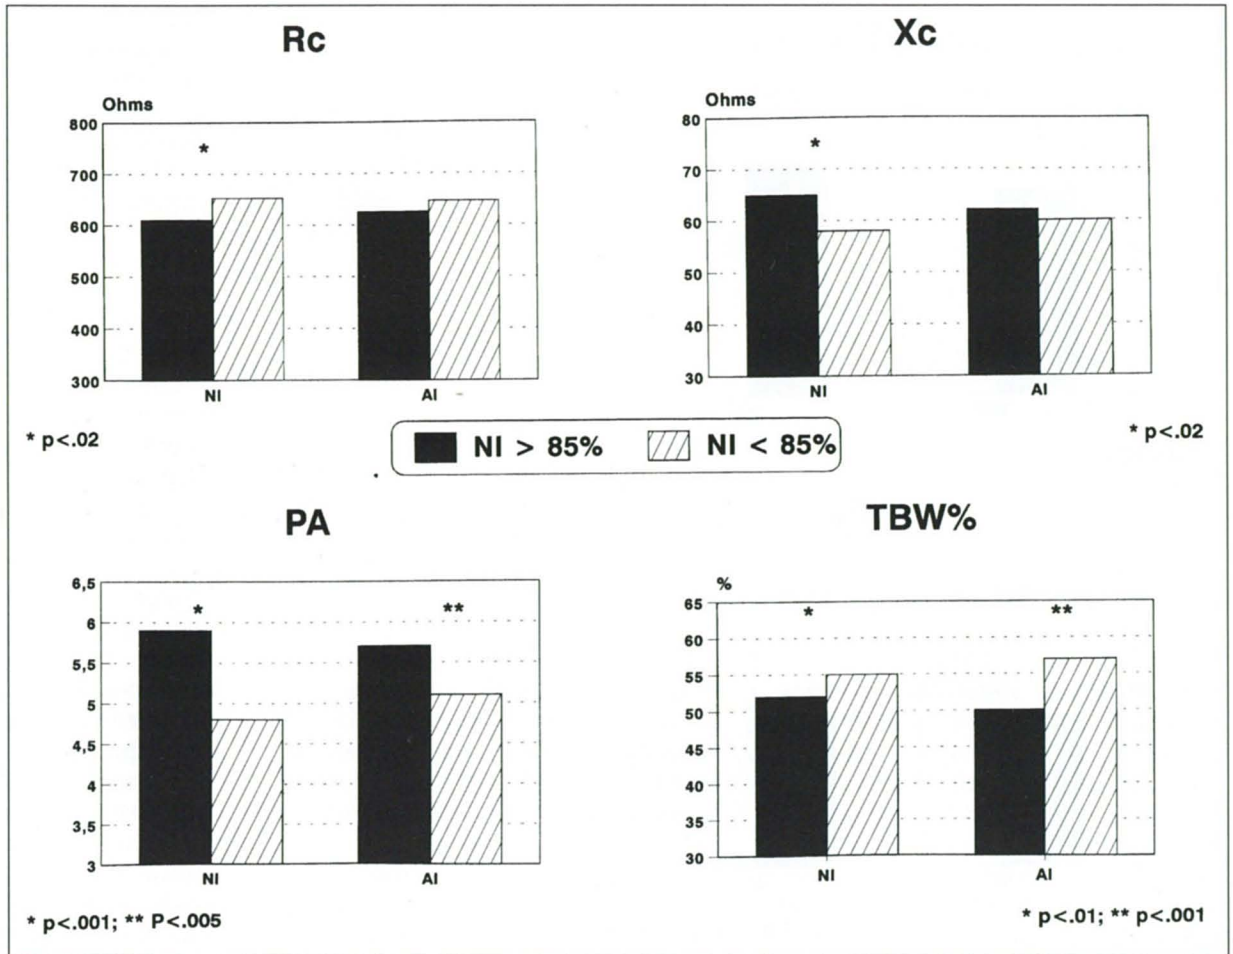 Rc
Ohms
800
700
600
500
400
300
*
NI AI
* p<.02
Xc
Ohms
80
70
60
50
40
30
*
NI AI
* p<.02
NI > 85% NI < 85%
PA
6,5
6
5,5
5
4,5
4
3,5
3
* **
NI AI
* p<.001; ** P<.005
TBW%
%
65
60
55
50
45
40
35
30
* **
NI AI
* p<.01; ** p<.001